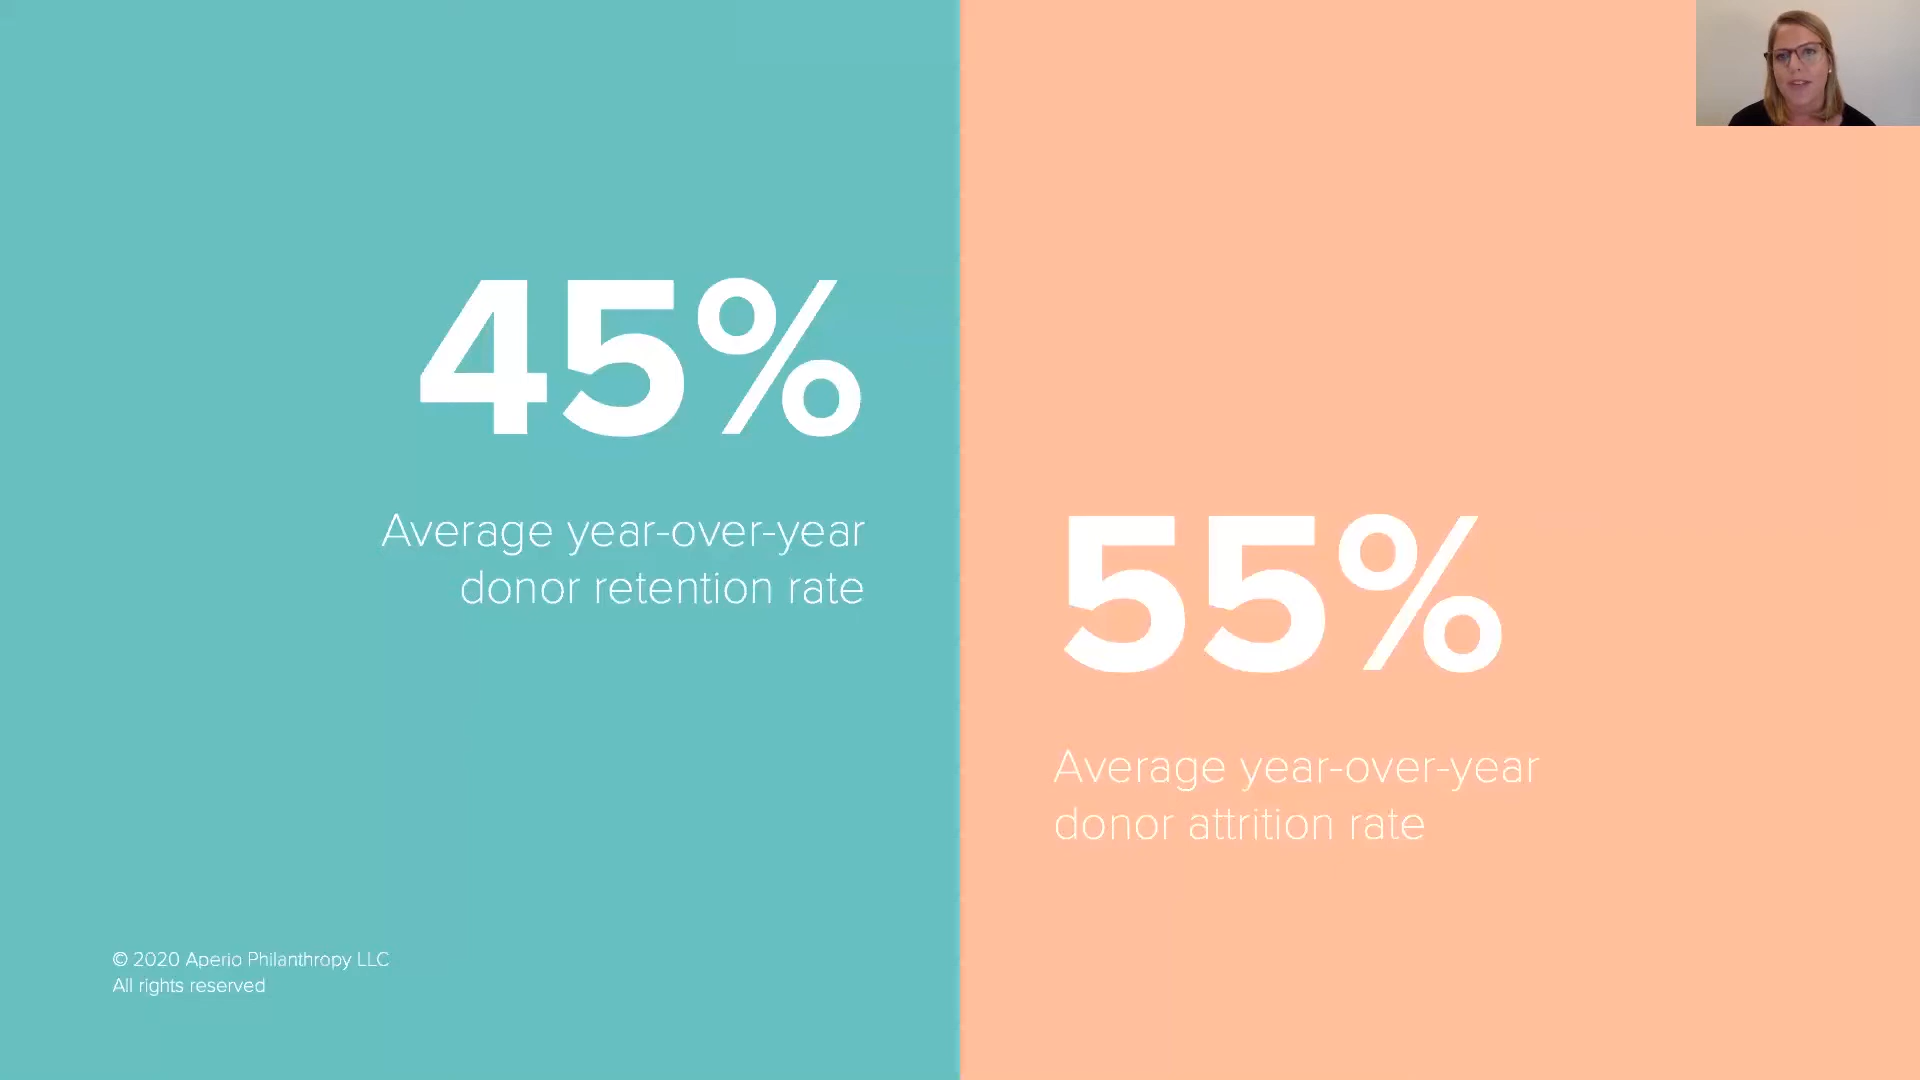 45%
Average year-over-year
donor retention rate
55%
Average year-over-year
donor attrition rate
© 2020 Aperio Philanthropy LLC
All rights reserved